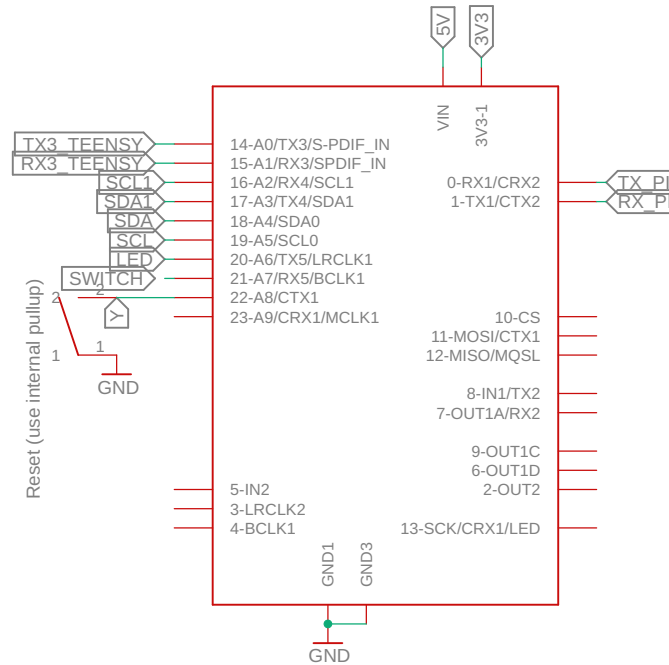 5V
3V3
VIN
3V3-1
TX3_TEENSY
14-A0/TX3/S-PDIF_IN
RX3_TEENSY
15-A1/RX3/SPDIF_IN
SCL1
16-A2/RX4/SCL1
0-RX1/CRX2
TX_PI
SDA1
17-A3/TX4/SDA1
1-TX1/CTX2
RX_PI
SDA
18-A4/SDA0
SCL
19-A5/SCL0
LED
20-A6/TX5/LRCLK1
SWITCH
21-A7/RX5/BCLK1
2
2
22-A8/CTX1
Y
23-A9/CRX1/MCLK1
10-CS
11-MOSI/CTX1
1
1
12-MISO/MQSL
GND
Reset (use internal pullup)
8-IN1/TX2
7-OUT1A/RX2
9-OUT1C
6-OUT1D
5-IN2
2-OUT2
3-LRCLK2
4-BCLK1
13-SCK/CRX1/LED
GND1
GND3
GND